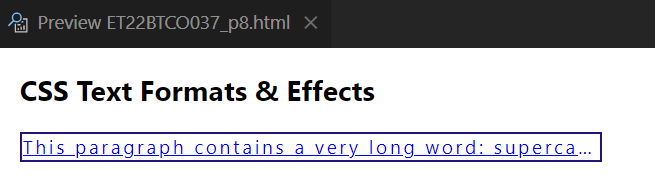 Preview ET22BTCO037_p8.html
CSS Text Formats & Effects
This paragraph contains a very long word: superca...